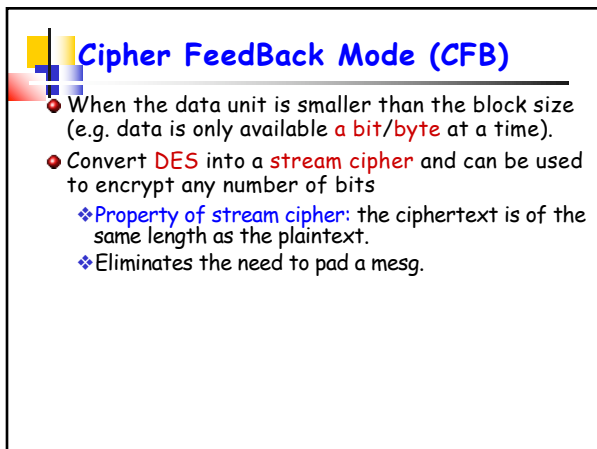 Cipher FeedBack Mode (CFB)
When the data unit is smaller than the block size
(e.g. data is only available a bit/byte at a time).
Convert DES into a stream cipher and can be used
to encrypt any number of bits
Property of stream cipher: the ciphertext is of the
same length as the plaintext.
Eliminates the need to pad a mesg.